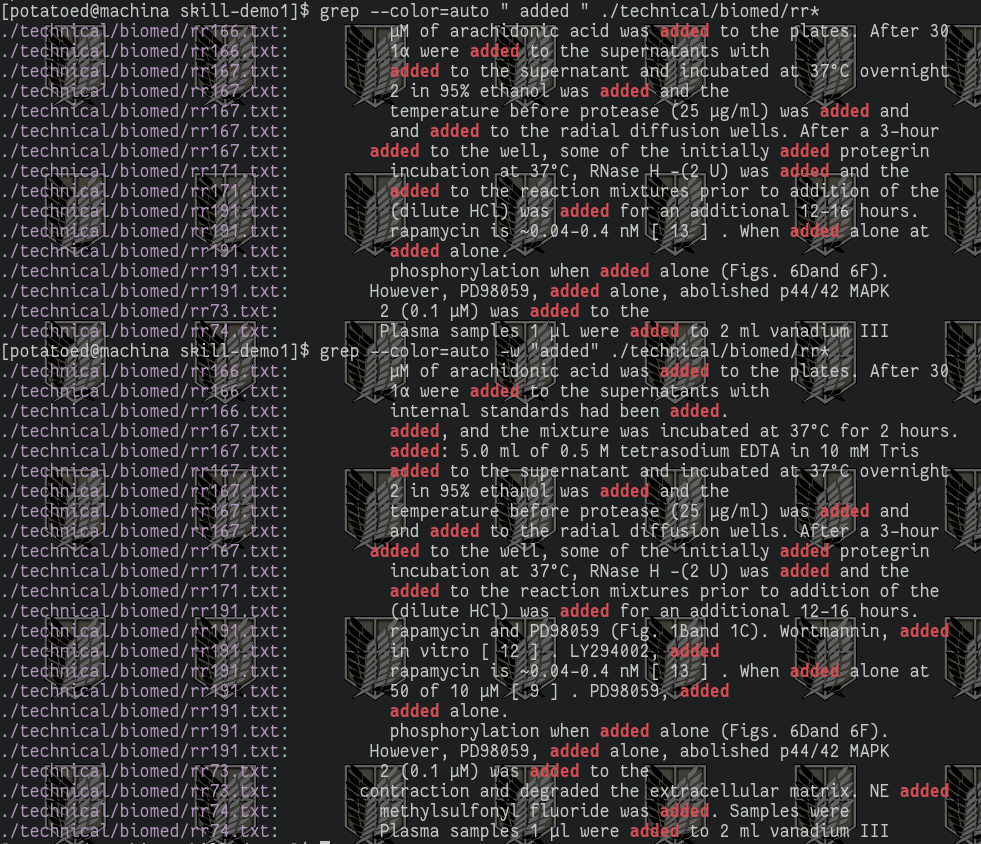 [potatoed@machina skill-demo1]$ grep --color=auto " added " ./technical/biomed/rr*
./technical/biomed/rr166.txt: µM of arachidonic acid was added to the plates. After 30
./technical/biomed/rr166.txt: 1α were added to the supernatants with
./technical/biomed/rr167.txt: added to the supernatant and incubated at 37°C overnight
./technical/biomed/rr167.txt: 2 in 95% ethanol was added and the
./technical/biomed/rr167.txt: temperature before protease (25 µg/ml) was added and
./technical/biomed/rr167.txt: and added to the radial diffusion wells. After a 3-hour
./technical/biomed/rr167.txt: added to the well, some of the initially added protegrin
./technical/biomed/rr171.txt: incubation at 37°C, RNase H -(2 U) was added and the
./technical/biomed/rr171.txt: added to the reaction mixtures prior to addition of the
./technical/biomed/rr191.txt: (dilute HCl) was added for an additional 12-16 hours.
./technical/biomed/rr191.txt: rapamycin is ~0.04-0.4 nM [ 13 ] . When added alone at
./technical/biomed/rr191.txt: added alone.
./technical/biomed/rr191.txt: phosphorylation when added alone (Figs. 6Dand 6F).
./technical/biomed/rr191.txt: However, PD98059, added alone, abolished p44/42 MAPK
./technical/biomed/rr73.txt: 2 (0.1 µM) was added to the
./technical/biomed/rr74.txt: Plasma samples 1 µl were added to 2 ml vanadium III
[potatoed@machina skill-demo1]$ grep --color=auto -w "added" ./technical/biomed/rr*
./technical/biomed/rr166.txt: µM of arachidonic acid was added to the plates. After 30
./technical/biomed/rr166.txt: 1α were added to the supernatants with
./technical/biomed/rr166.txt: internal standards had been added.
./technical/biomed/rr167.txt: added, and the mixture was incubated at 37°C for 2 hours.
./technical/biomed/rr167.txt: added: 5.0 ml of 0.5 M tetrasodium EDTA in 10 mM Tris
./technical/biomed/rr167.txt: added to the supernatant and incubated at 37°C overnight
./technical/biomed/rr167.txt: 2 in 95% ethanol was added and the
./technical/biomed/rr167.txt: temperature before protease (25 µg/ml) was added and
./technical/biomed/rr167.txt: and added to the radial diffusion wells. After a 3-hour
./technical/biomed/rr167.txt: added to the well, some of the initially added protegrin
./technical/biomed/rr171.txt: incubation at 37°C, RNase H -(2 U) was added and the
./technical/biomed/rr171.txt: added to the reaction mixtures prior to addition of the
./technical/biomed/rr191.txt: (dilute HCl) was added for an additional 12-16 hours.
./technical/biomed/rr191.txt: rapamycin and PD98059 (Fig. 1Band 1C). Wortmannin, added
./technical/biomed/rr191.txt: in vitro [ 12 ] . LY294002, added
./technical/biomed/rr191.txt: rapamycin is ~0.04-0.4 nM [ 13 ] . When added alone at
./technical/biomed/rr191.txt: 50 of 10 µM [ 9 ] . PD98059, added
./technical/biomed/rr191.txt: added alone.
./technical/biomed/rr191.txt: phosphorylation when added alone (Figs. 6Dand 6F).
./technical/biomed/rr191.txt: However, PD98059, added alone, abolished p44/42 MAPK
./technical/biomed/rr73.txt: 2 (0.1 µM) was added to the
./technical/biomed/rr73.txt: contraction and degraded the extracellular matrix. NE added
./technical/biomed/rr74.txt: methylsulfonyl fluoride was added. Samples were
./technical/biomed/rr74.txt: Plasma samples 1 µl were added to 2 ml vanadium III